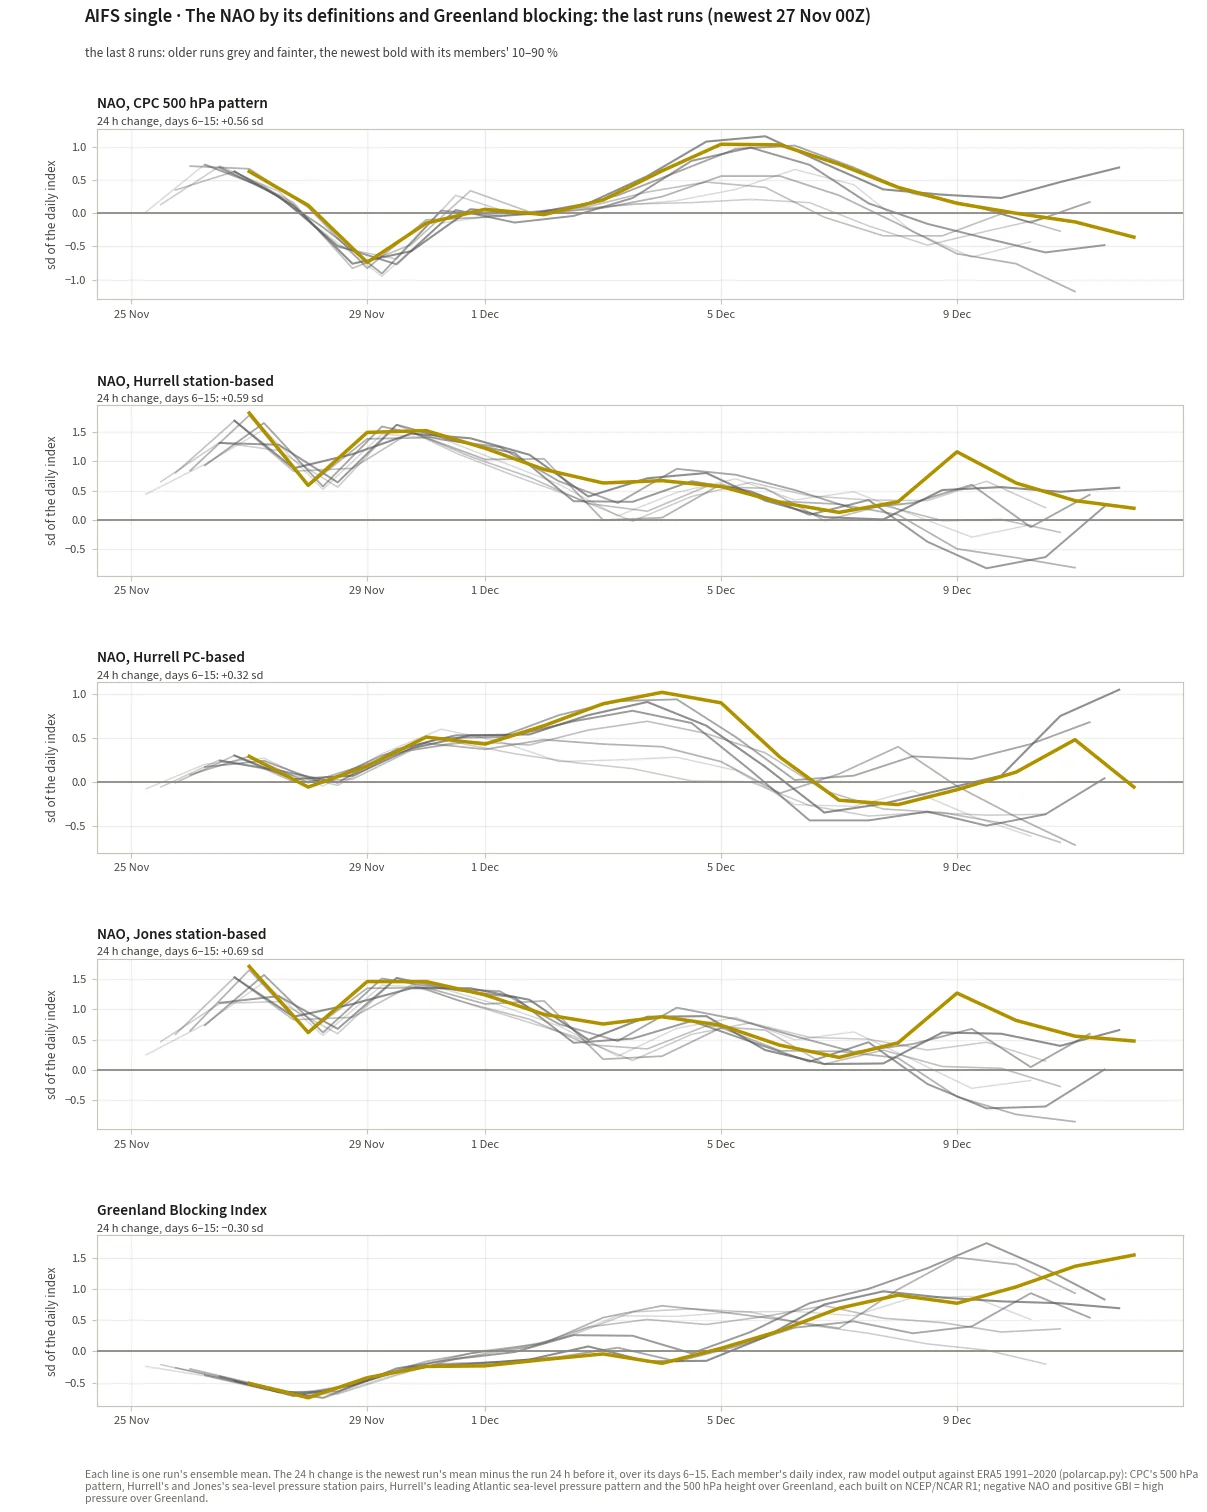 AIFS single · The NAO by its definitions and Greenland blocking: the last runs (newest 27 Nov 00Z)
the last 8 runs: older runs grey and fainter, the newest bold with its members' 10–90 %
NAO, CPC 500 hPa pattern
24 h change, days 6–15: +0.56 sd
sd of the daily index
1.0
0.5
0.0
−0.5
−1.0
25 Nov
29 Nov
1 Dec
5 Dec
9 Dec
NAO, Hurrell station-based
24 h change, days 6–15: +0.59 sd
sd of the daily index
1.5
1.0
0.5
0.0
−0.5
25 Nov
29 Nov
1 Dec
5 Dec
9 Dec
NAO, Hurrell PC-based
24 h change, days 6–15: +0.32 sd
sd of the daily index
1.0
0.5
0.0
−0.5
25 Nov
29 Nov
1 Dec
5 Dec
9 Dec
NAO, Jones station-based
24 h change, days 6–15: +0.69 sd
sd of the daily index
1.5
1.0
0.5
0.0
−0.5
25 Nov
29 Nov
1 Dec
5 Dec
9 Dec
Greenland Blocking Index
24 h change, days 6–15: −0.30 sd
sd of the daily index
1.5
1.0
0.5
0.0
−0.5
25 Nov
29 Nov
1 Dec
5 Dec
9 Dec
Each line is one run's ensemble mean. The 24 h change is the newest run's mean minus the run 24 h before it, over its days 6–15. Each member's daily index, raw model output against ERA5 1991–2020 (polarcap.py): CPC's 500 hPa
pattern, Hurrell's and Jones's sea-level pressure station pairs, Hurrell's leading Atlantic sea-level pressure pattern and the 500 hPa height over Greenland, each built on NCEP/NCAR R1; negative NAO and positive GBI = high
pressure over Greenland.